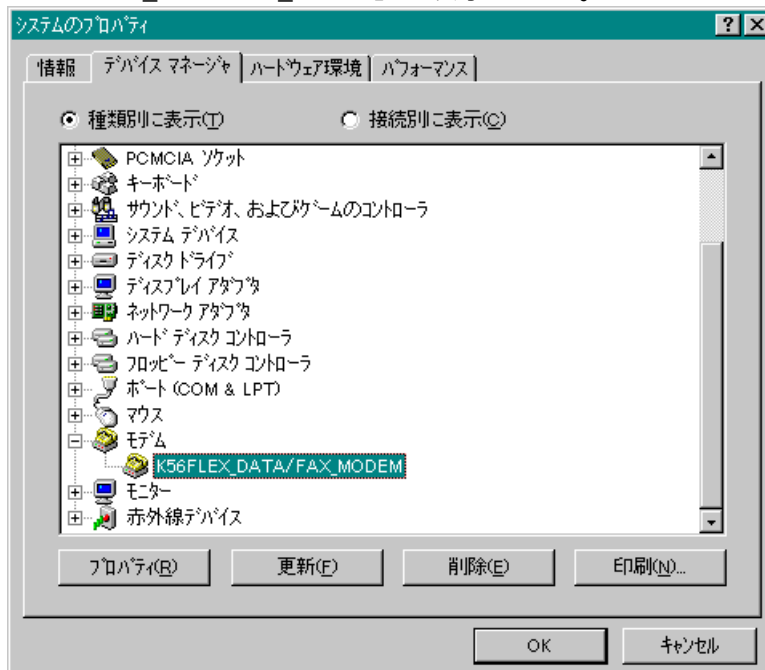 システムのプロパティ
情報 デバイス マネージャ ハードウェア環境 パフォーマンス
種類別に表示(T) 接続別に表示(C)
PCMCIA ソケット
キーボード
サウンド、ビデオ、およびゲームのコントローラ
システム デバイス
ディスク ドライブ
ディスプレイ アダプタ
ネットワーク アダプタ
ハード ディスク コントローラ
フロッピー ディスク コントローラ
ポート (COM & LPT)
マウス
モデム
K56FLEX_DATA/FAX_MODEM
モニター
赤外線デバイス
プロパティ(R) 更新(F) 削除(E) 印刷(N)...
OK キャンセル